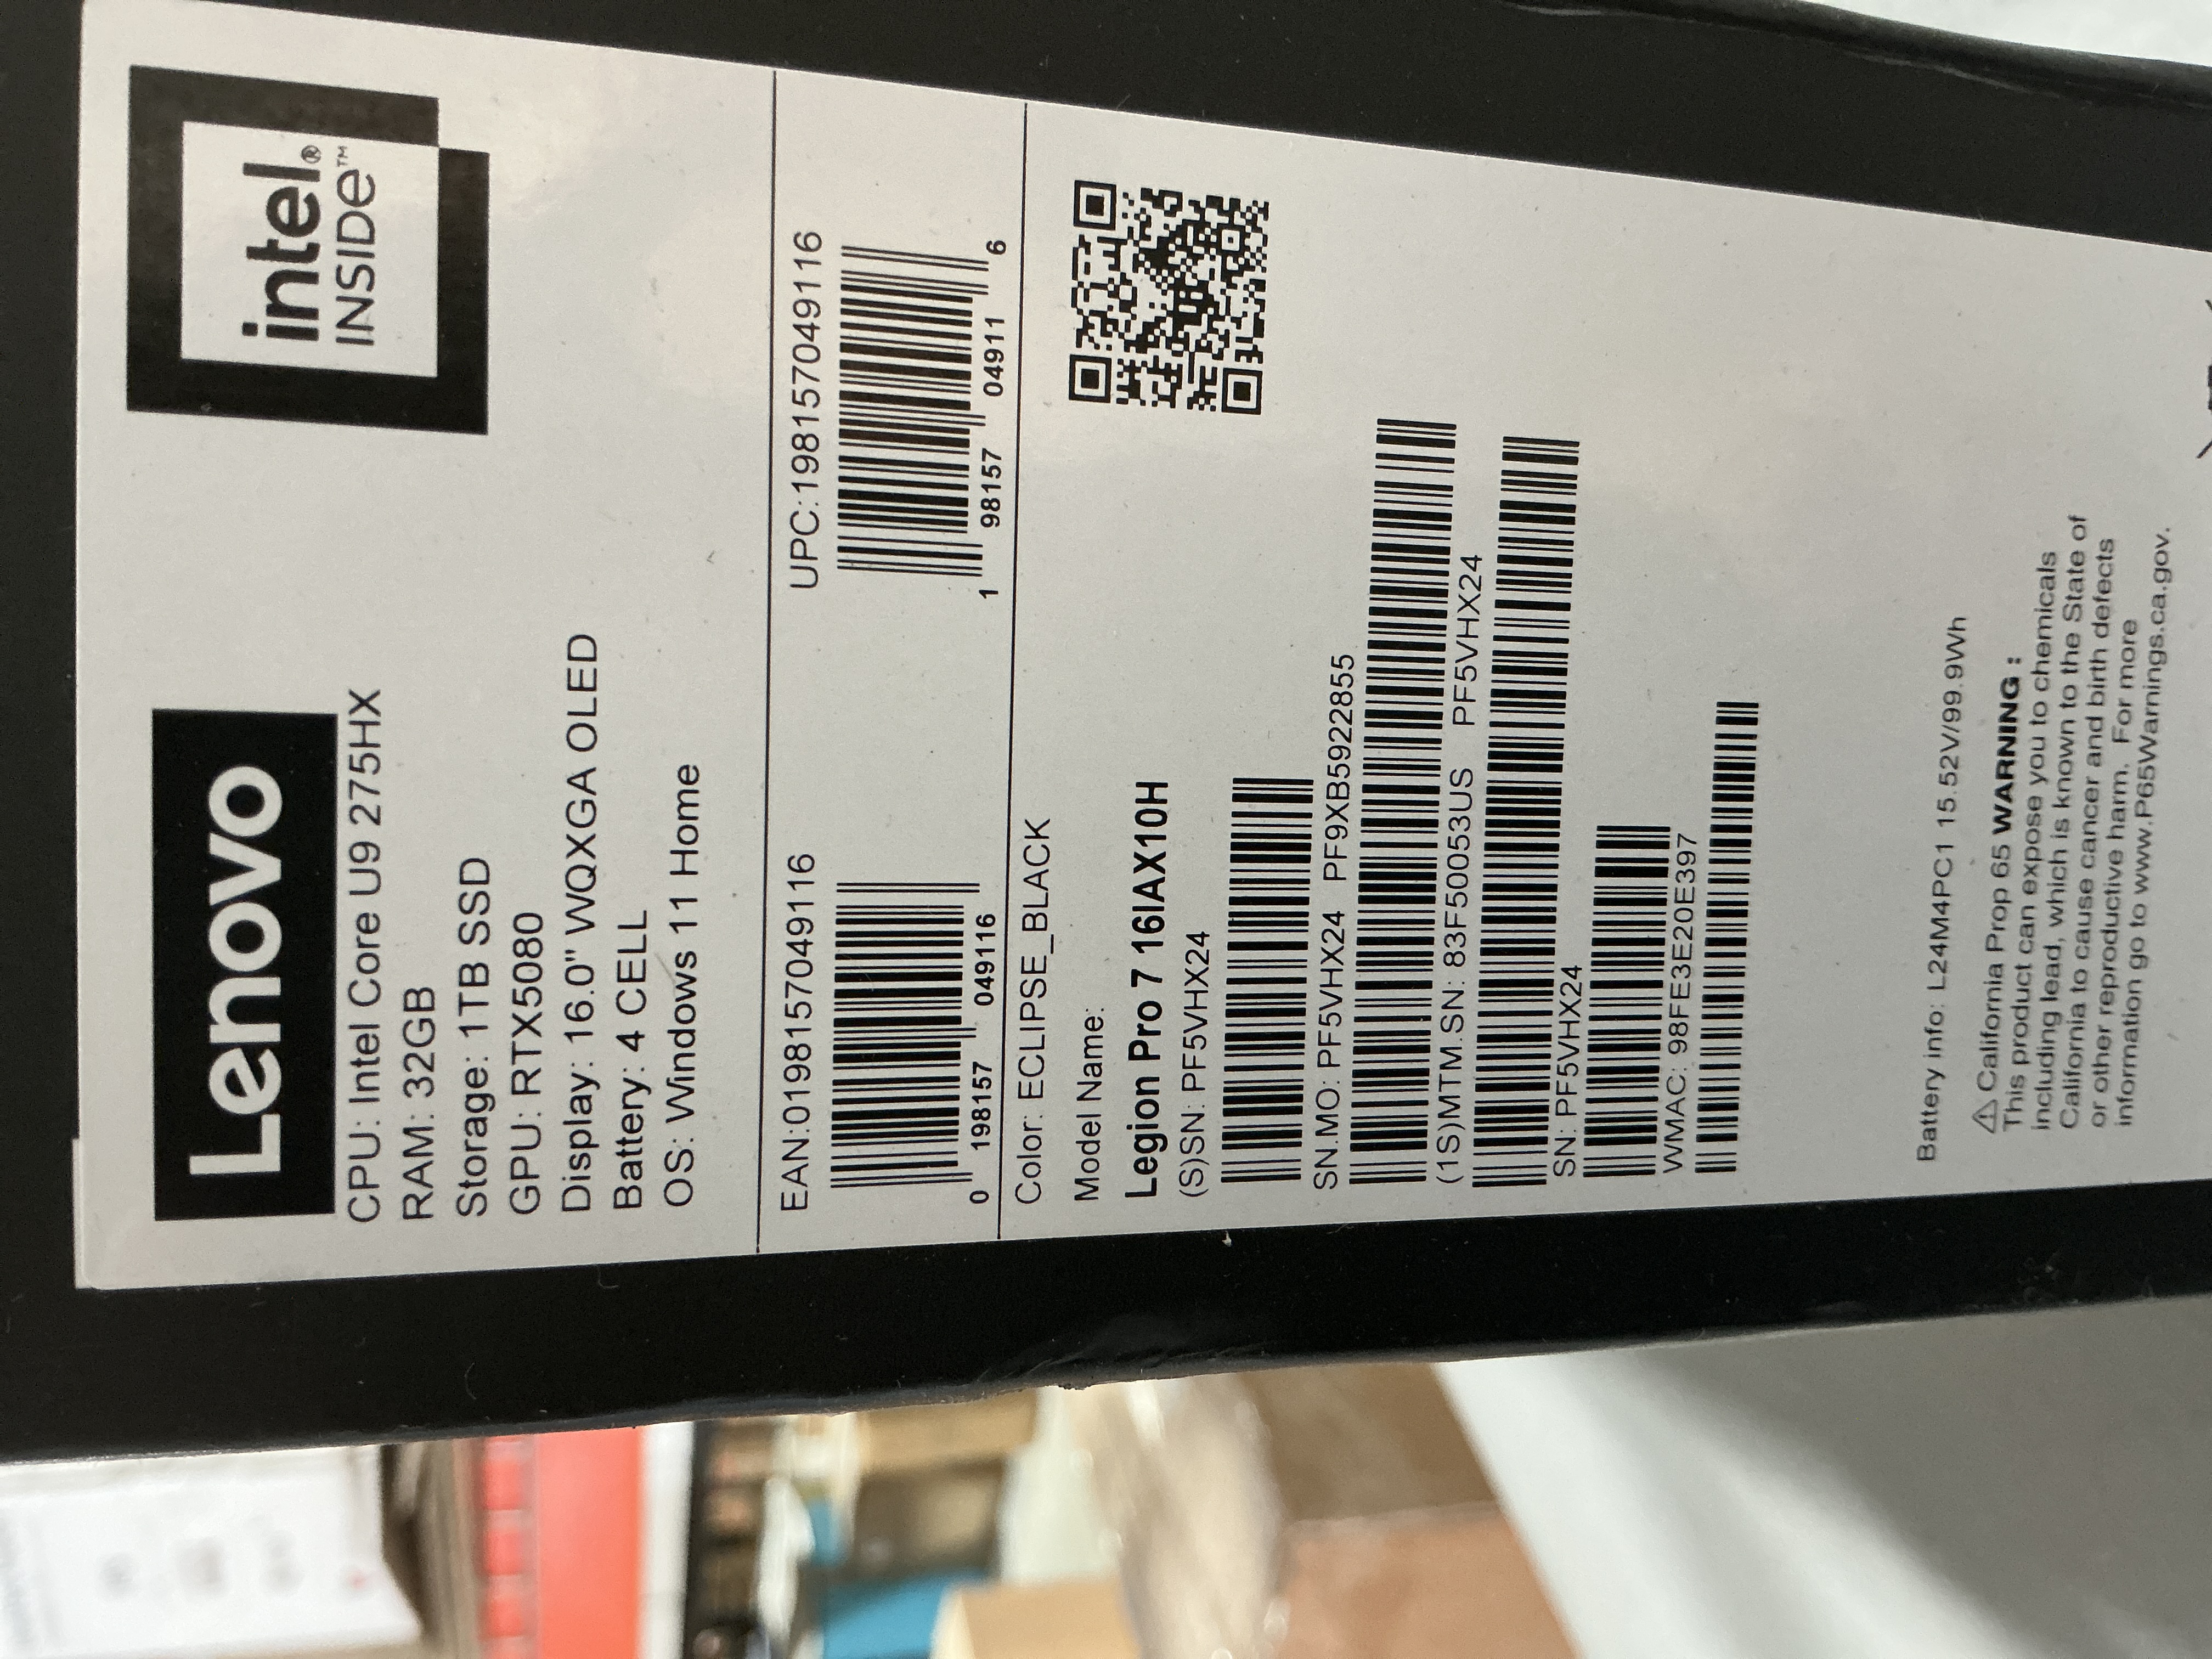 Lenovo
intel®
INSIDE™
CPU: Intel Core U9 275HX
RAM: 32GB
Storage: 1TB SSD
GPU: RTX5080
Display: 16.0" WQXGA OLED
Battery: 4 CELL
OS: Windows 11 Home
EAN:0198157049116
0 198157 049116
UPC:198157049116
1 98157 04911 6
Color: ECLIPSE_BLACK
Model Name:
Legion Pro 7 16IAX10H
(S)SN: PF5VHX24
SN.MO: PF5VHX24 PF9XB5922855
(1S)MTM.SN: 83F50053US PF5VHX24
SN: PF5VHX24
WMAC: 98FE3E20E397
Battery info: L24M4PC1 15.52V/99.9Wh
⚠ California Prop 65 WARNING :
This product can expose you to chemicals
including lead, which is known to the State of
California to cause cancer and birth defects
or other reproductive harm. For more
information go to www.P65Warnings.ca.gov.